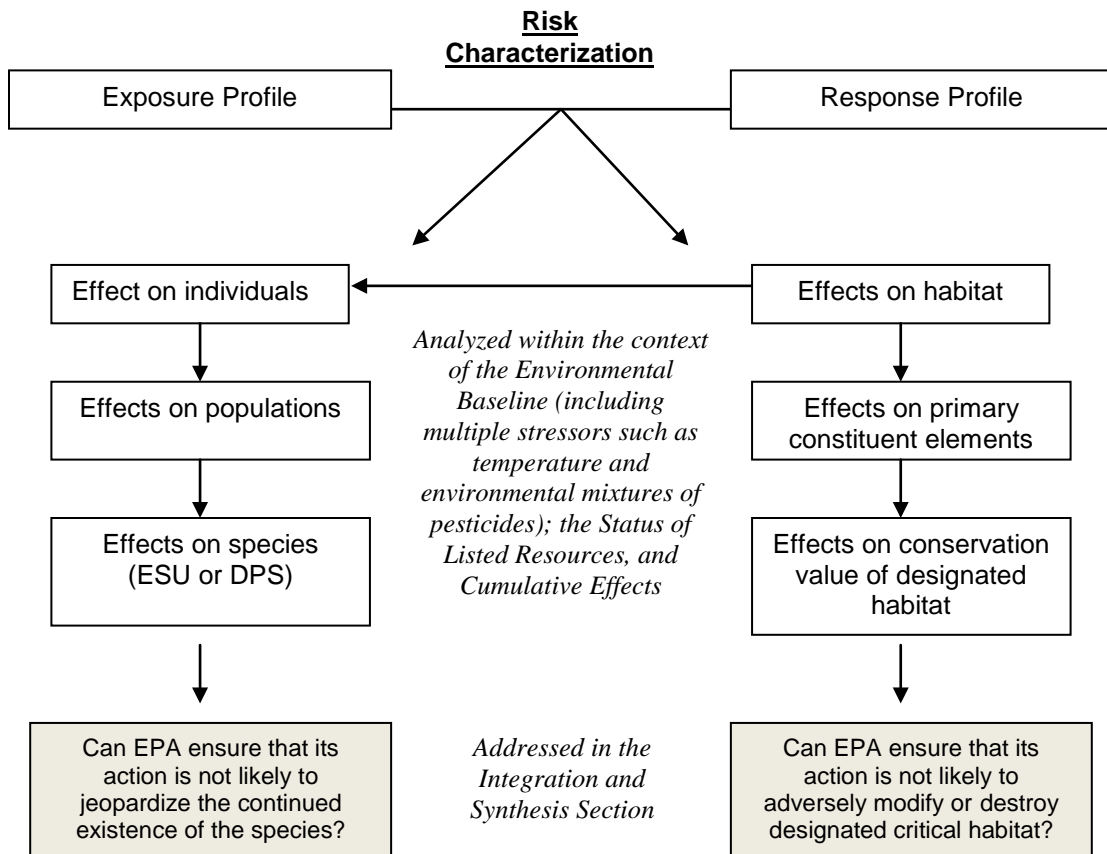 Risk
Characterization
Exposure Profile
Response Profile
Effect on individuals
Effects on habitat
Analyzed within the context
of the Environmental
Baseline (including
multiple stressors such as
temperature and
environmental mixtures of
pesticides); the Status of
Listed Resources, and
Cumulative Effects
Effects on populations
Effects on primary
constituent elements
Effects on species
(ESU or DPS)
Effects on conservation
value of designated
habitat
Can EPA ensure that its
action is not likely to
jeopardize the continued
existence of the species?
Addressed in the
Integration and
Synthesis Section
Can EPA ensure that its
action is not likely to
adversely modify or destroy
designated critical habitat?